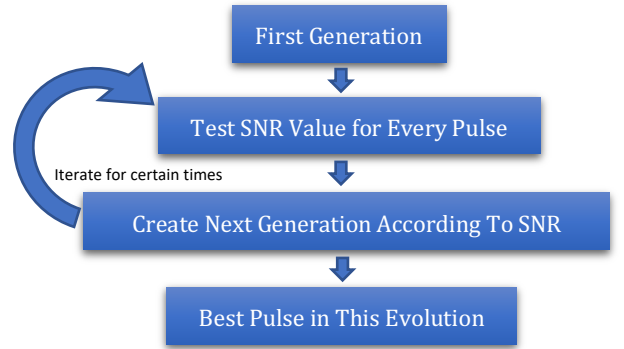 First Generation
Test SNR Value for Every Pulse
Iterate for certain times
Create Next Generation According To SNR
Best Pulse in This Evolution